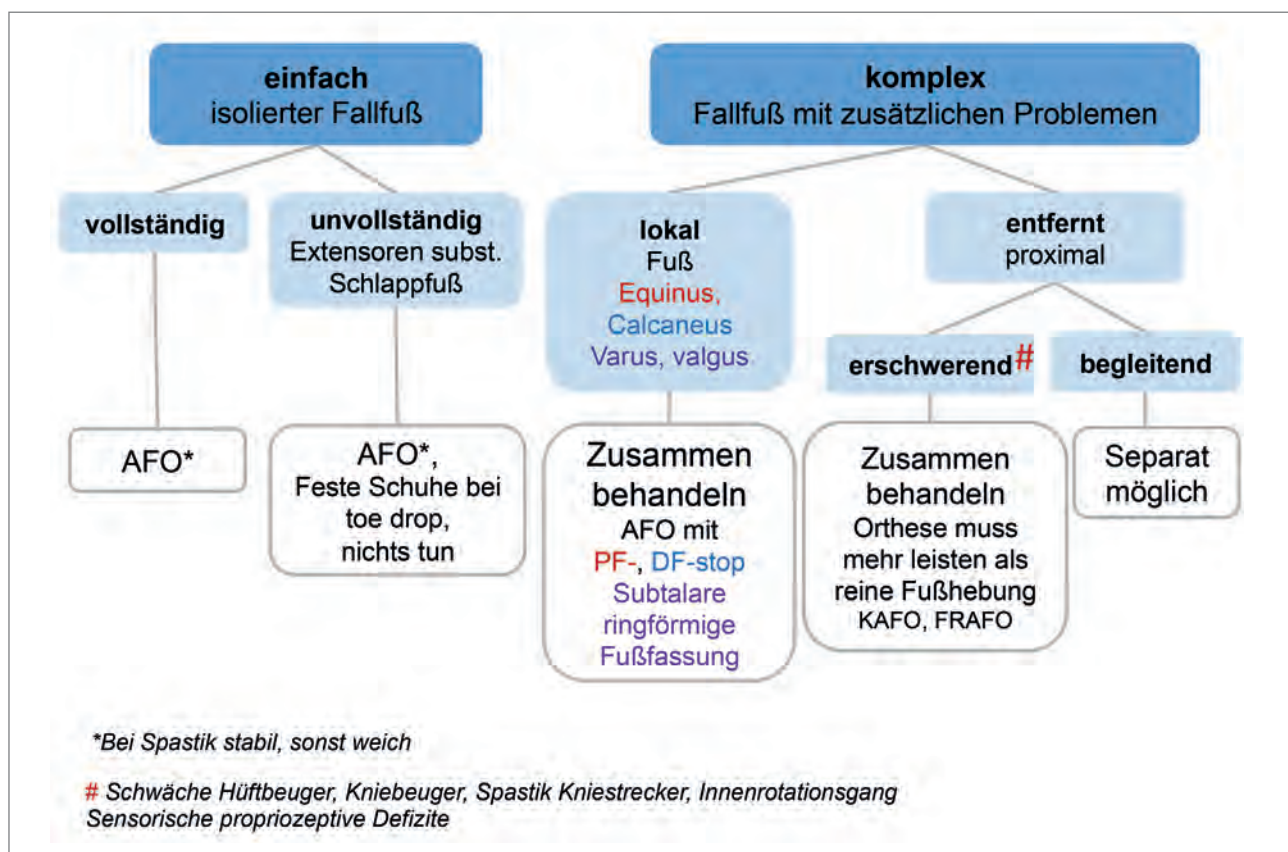 einfach
isolierter Fallfuß
komplex
Fallfuß mit zusätzlichen Problemen
vollständig
unvollständig
Extensoren subst.
Schlappfuß
lokal
Fuß
Equinus,
Calcaneus
Varus, valgus
entfernt
proximal
erschwerend#
begleitend
AFO*
AFO*,
Feste Schuhe bei
toe drop,
nichts tun
Zusammen
behandeln
AFO mit
PF-, DF-stop
Subtalare
ringförmige
Fußfassung
Zusammen
behandeln
Orthese muss
mehr leisten als
reine Fußhebung
KAFO, FRAFO
Separat
möglich
*Bei Spastik stabil, sonst weich
# Schwäche Hüftbeuger, Kniebeuger, Spastik Kniestrecker, Innenrotationsgang
Sensorische propriozeptive Defizite